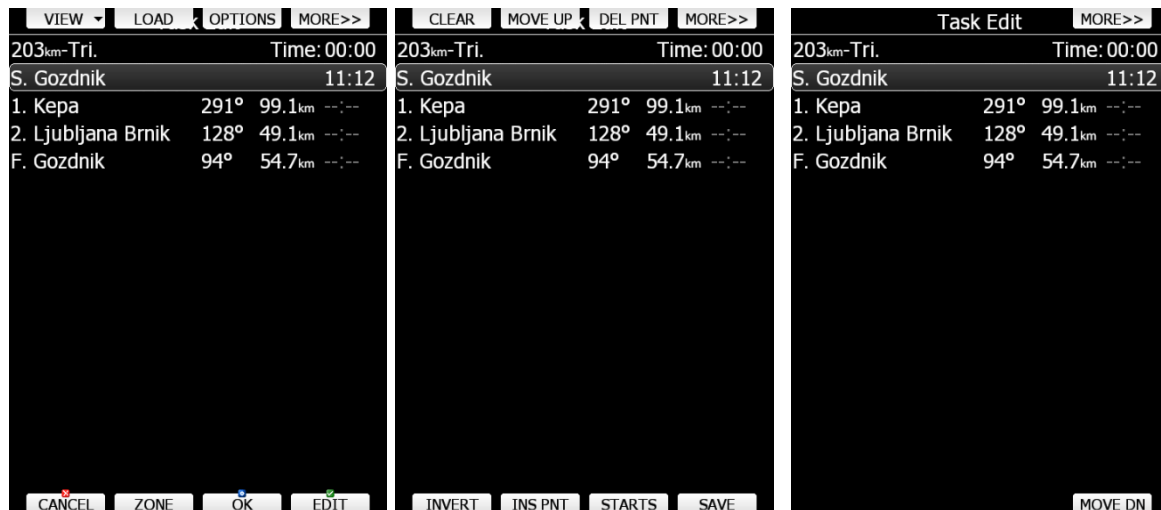 VIEW LOAD OPTIONS MORE>>
203km-Tri. Time: 00:00
S. Gozdnik 11:12
1. Kepa 291° 99.1km --:--
2. Ljubljana Brnik 128° 49.1km --:--
F. Gozdnik 94° 54.7km --:--
CANCEL ZONE OK EDIT
CLEAR MOVE UP DEL PNT MORE>>
203km-Tri. Time: 00:00
S. Gozdnik 11:12
1. Kepa 291° 99.1km --:--
2. Ljubljana Brnik 128° 49.1km --:--
F. Gozdnik 94° 54.7km --:--
INVERT INS PNT STARTS SAVE
Task Edit MORE>>
203km-Tri. Time: 00:00
S. Gozdnik 11:12
1. Kepa 291° 99.1km --:--
2. Ljubljana Brnik 128° 49.1km --:--
F. Gozdnik 94° 54.7km --:--
MOVE DN